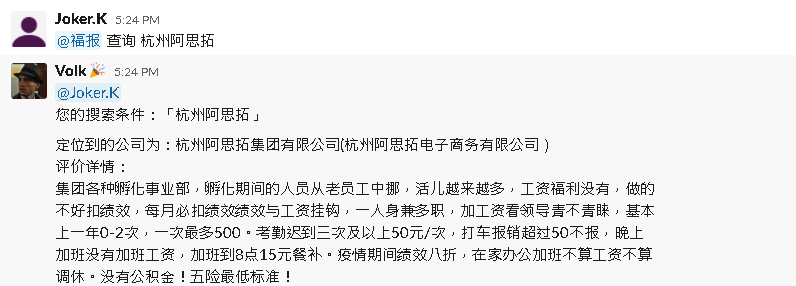 Joker.K 5:24 PM
@福报 查询 杭州阿思拓
Volk 5:24 PM
@Joker.K
您的搜索条件：「杭州阿思拓」
定位到的公司为：杭州阿思拓集团有限公司(杭州阿思拓电子商务有限公司）
评价详情：
集团各种孵化事业部，孵化期间的人员从老员工中挪，活儿越来越多，工资福利没有，做的
不好扣绩效，每月必扣绩效绩效与工资挂钩，一人身兼多职，加工资看领导青不青睐，基本
上一年0-2次，一次最多500。考勤迟到三次及以上50元/次，打车报销超过50不报，晚上
加班没有加班工资，加班到8点15元餐补。疫情期间绩效八折，在家办公加班不算工资不算
调休。没有公积金！五险最低标准！